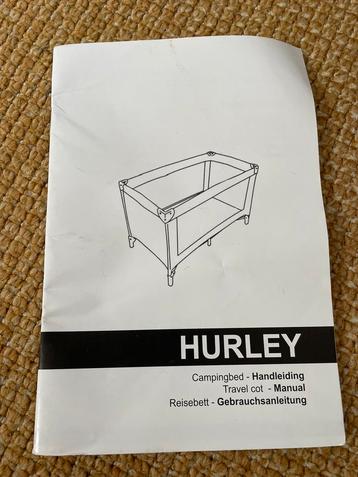 HURLEY
Campingbed - Handleiding
Travel cot - Manual
Reisebett - Gebrauchsanleitung